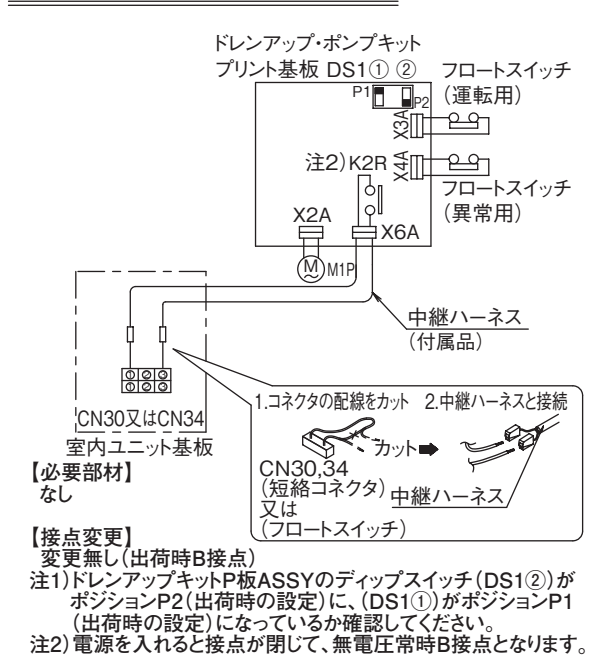 ドレンアップ・ポンプキット
プリント基板 DS1① ②
フロートスイッチ
(運転用)
P1
P2
X3A
注2)K2R
X4A
フロートスイッチ
(異常用)
X2A
X6A
M
M1P
中継ハーネス
(付属品)
① ② ③
① ② ③
CN30又はCN34
室内ユニット基板
1.コネクタの配線をカット 2.中継ハーネスと接続
カット
CN30,34
(短絡コネクタ)
又は
(フロートスイッチ)
中継ハーネス
【必要部材】
なし
【接点変更】
変更無し(出荷時B接点)
注1)ドレンアップキットP板ASSYのディップスイッチ(DS1②)が
ポジションP2(出荷時の設定)に、(DS1①)がポジションP1
(出荷時の設定)になっているか確認してください。
注2)電源を入れると接点が閉じて、無電圧常時B接点となります。